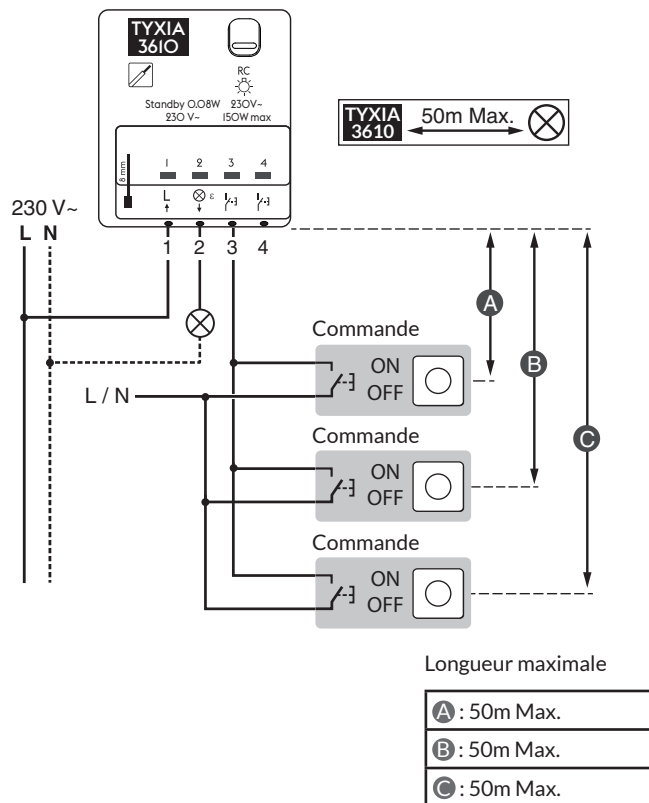 TYXIA
3610
RC
Standby 0.08W 230V~
230 V~ 150W max
8 mm
1 2 3 4
L ε
TYXIA
3610
50m Max.
230 V~
L N
1 2 3 4
A
B
C
Commande
ON
OFF
L / N
Commande
ON
OFF
Commande
ON
OFF
Longueur maximale
A : 50m Max.
B : 50m Max.
C : 50m Max.